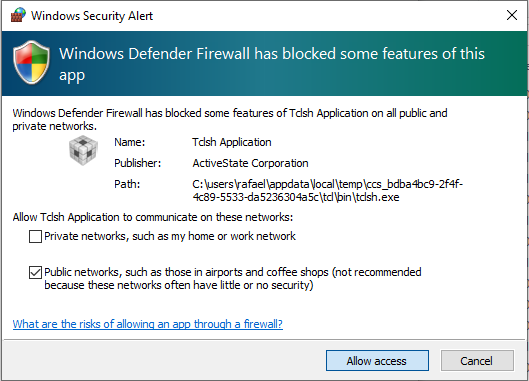 Windows Security Alert
Windows Defender Firewall has blocked some features of this
app
Windows Defender Firewall has blocked some features of Tclsh Application on all public and
private networks.
Name: Tclsh Application
Publisher: ActiveState Corporation
Path: C:\users\rafael\appdata\local\temp\ccs_bdba4bc9-2f4f-
4c89-5533-da5236304a5c\tcl\bin\tclsh.exe
Allow Tclsh Application to communicate on these networks:
Private networks, such as my home or work network
Public networks, such as those in airports and coffee shops (not recommended
because these networks often have little or no security)
What are the risks of allowing an app through a firewall?
Allow access Cancel